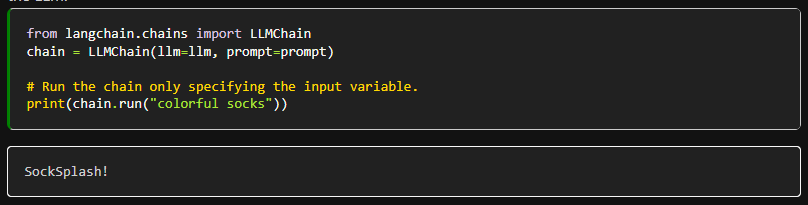 from langchain.chains import LLMChain
chain = LLMChain(llm=llm, prompt=prompt)
# Run the chain only specifying the input variable.
print(chain.run("colorful socks"))
SockSplash!